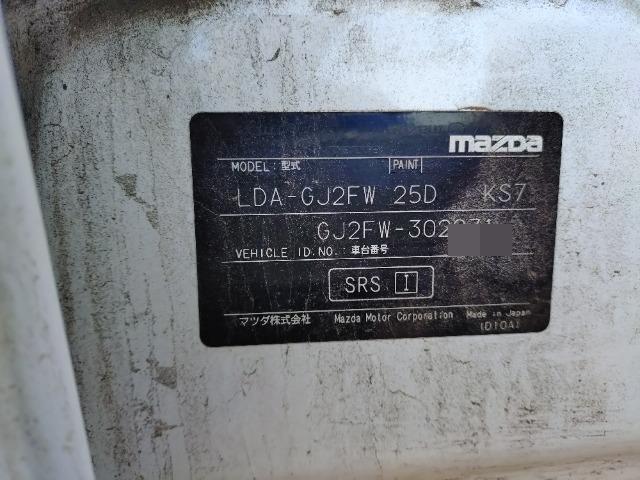 mazda
MODEL:型式 PAINT
LDA-GJ2FW 25D KS7
GJ2FW-302
VEHICLE ID.NO.:車台番号
SRS I
マツダ株式会社 Mazda Motor Corporation Made in Japan
(D10A)